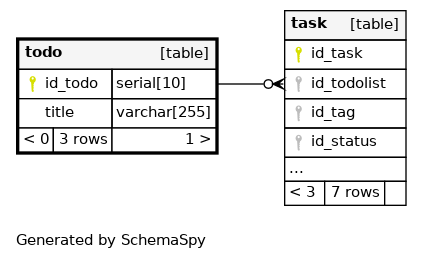 todo [table]
id_todo serial[10]
title varchar[255]
< 0 3 rows 1 >
task [table]
id_task
id_todolist
id_tag
id_status
...
< 3 7 rows
Generated by SchemaSpy